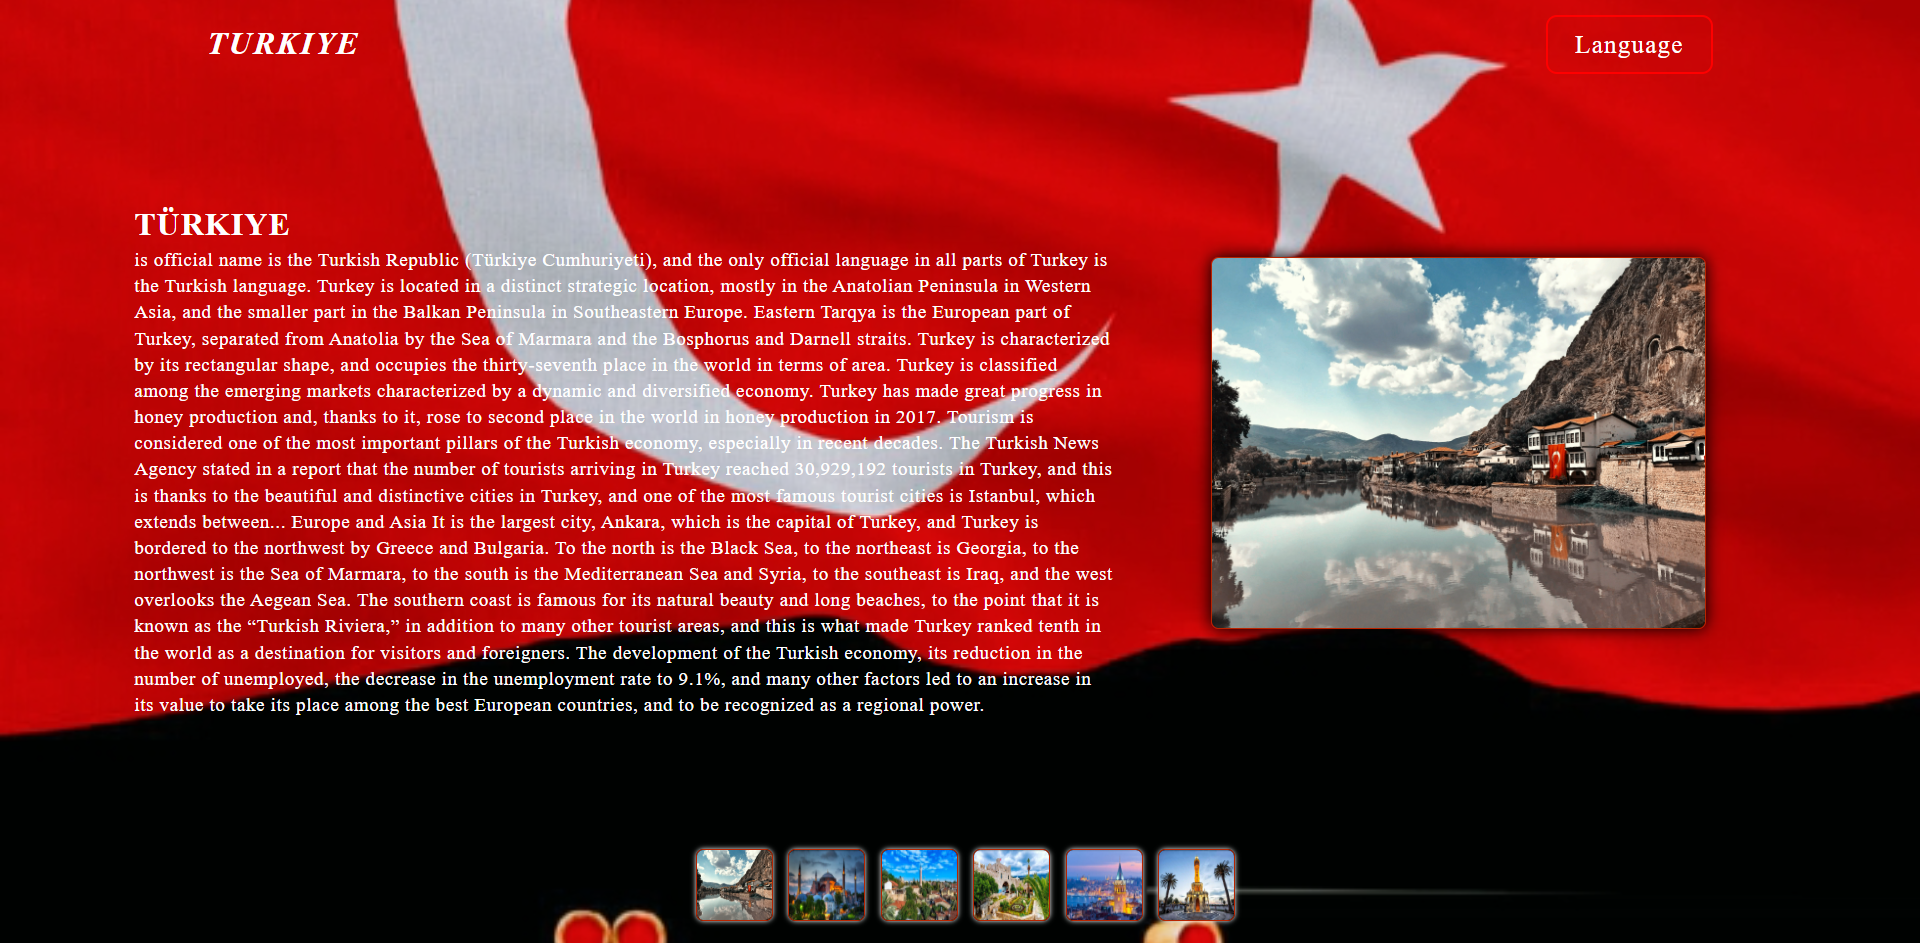 TURKIYE
Language
TÜRKIYE
is official name is the Turkish Republic (Türkiye Cumhuriyeti), and the only official language in all parts of Turkey is
the Turkish language. Turkey is located in a distinct strategic location, mostly in the Anatolian Peninsula in Western
Asia, and the smaller part in the Balkan Peninsula in Southeastern Europe. Eastern Tarqya is the European part of
Turkey, separated from Anatolia by the Sea of Marmara and the Bosphorus and Darnell straits. Turkey is characterized
by its rectangular shape, and occupies the thirty-seventh place in the world in terms of area. Turkey is classified
among the emerging markets characterized by a dynamic and diversified economy. Turkey has made great progress in
honey production and, thanks to it, rose to second place in the world in honey production in 2017. Tourism is
considered one of the most important pillars of the Turkish economy, especially in recent decades. The Turkish News
Agency stated in a report that the number of tourists arriving in Turkey reached 30,929,192 tourists in Turkey, and this
is thanks to the beautiful and distinctive cities in Turkey, and one of the most famous tourist cities is Istanbul, which
extends between... Europe and Asia It is the largest city, Ankara, which is the capital of Turkey, and Turkey is
bordered to the northwest by Greece and Bulgaria. To the north is the Black Sea, to the northeast is Georgia, to the
northwest is the Sea of Marmara, to the south is the Mediterranean Sea and Syria, to the southeast is Iraq, and the west
overlooks the Aegean Sea. The southern coast is famous for its natural beauty and long beaches, to the point that it is
known as the “Turkish Riviera,” in addition to many other tourist areas, and this is what made Turkey ranked tenth in
the world as a destination for visitors and foreigners. The development of the Turkish economy, its reduction in the
number of unemployed, the decrease in the unemployment rate to 9.1%, and many other factors led to an increase in
its value to take its place among the best European countries, and to be recognized as a regional power.